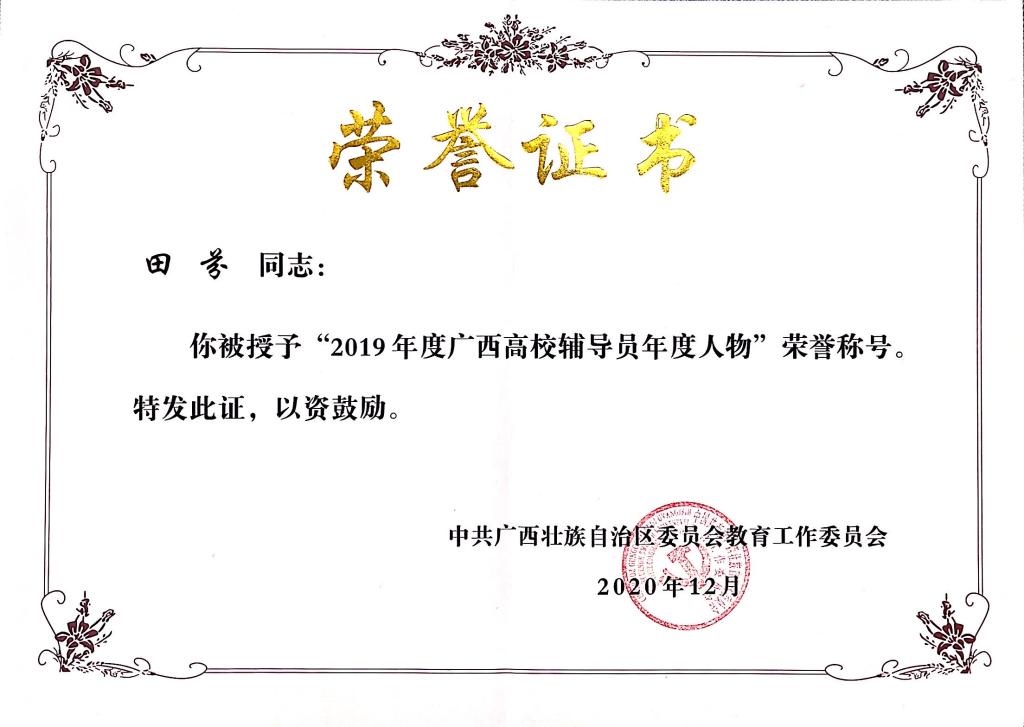 荣誉证书
田 芬 同志：
你被授予“2019年度广西高校辅导员年度人物”荣誉称号。
特发此证，以资鼓励。
中共广西壮族自治区委员会教育工作委员会
2020年12月